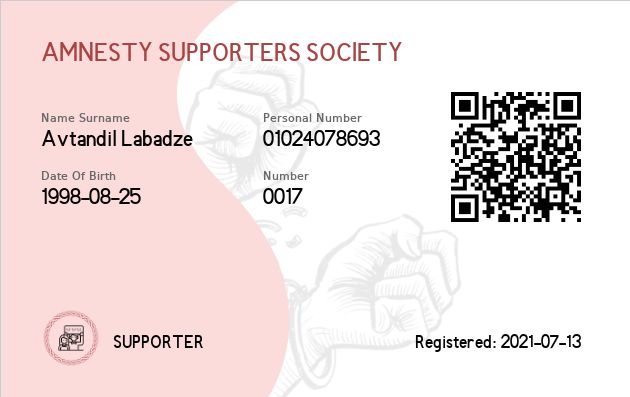 AMNESTY SUPPORTERS SOCIETY
Name Surname
Avtandil Labadze
Personal Number
01024078693
Date Of Birth
1998-08-25
Number
0017
SUPPORTER
Registered: 2021-07-13